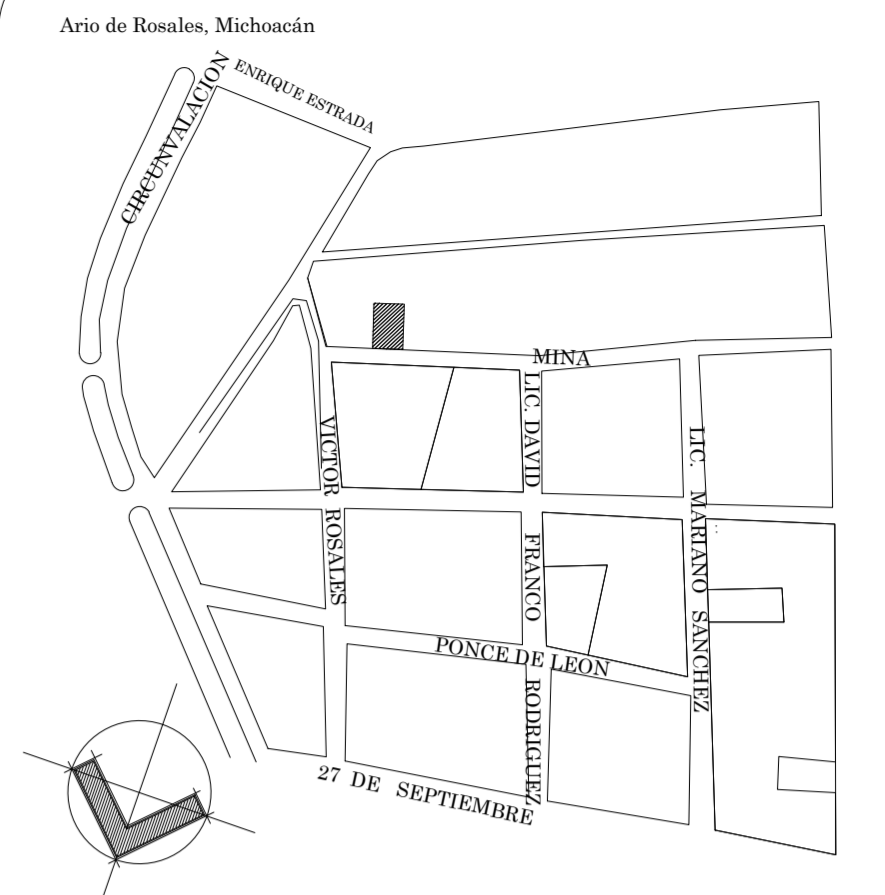 Ario de Rosales, Michoacán
ENRIQUE ESTRADA
CIRCUNVALACION
MINA
LIC. DAVID FRANCO RODRIGUEZ
VICTOR ROSALES
LIC. MARIANO SANCHEZ
PONCE DE LEON
27 DE SEPTIEMBRE